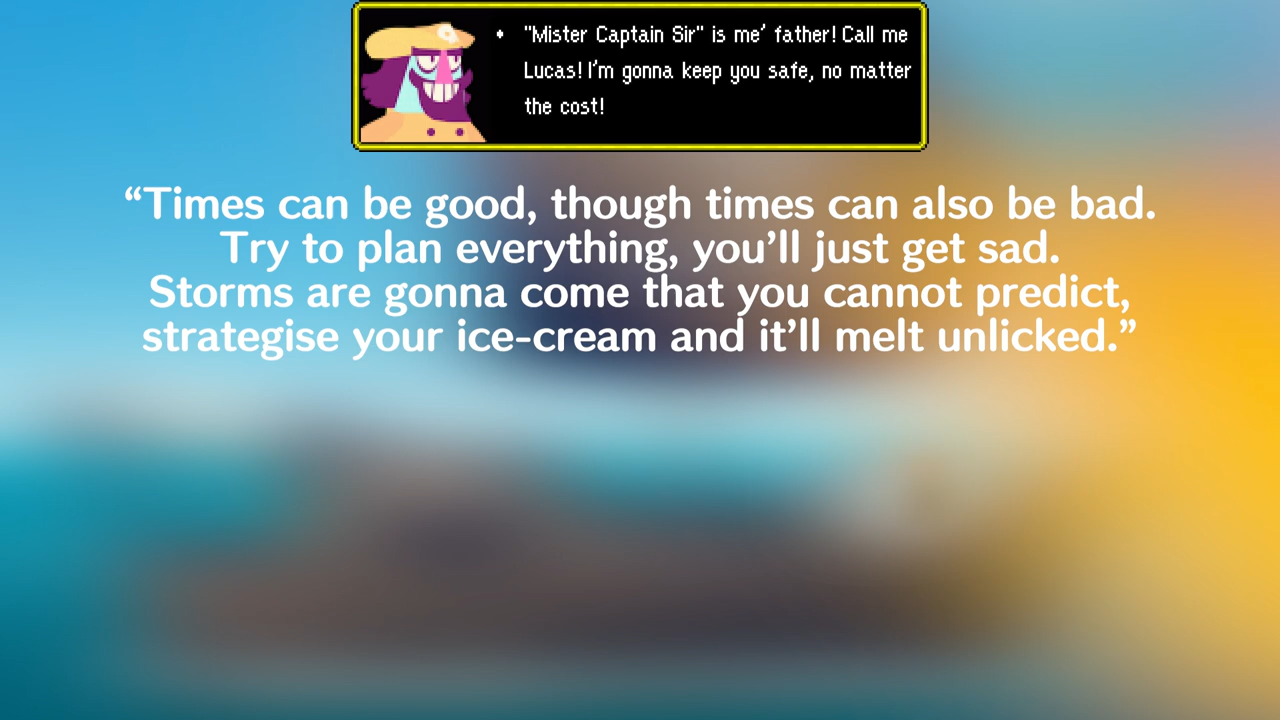 • "Mister Captain Sir" is me’ father! Call me
Lucas! I'm gonna keep you safe, no matter
the cost!
“Times can be good, though times can also be bad.
Try to plan everything, you’ll just get sad.
Storms are gonna come that you cannot predict,
strategise your ice-cream and it’ll melt unlicked.”